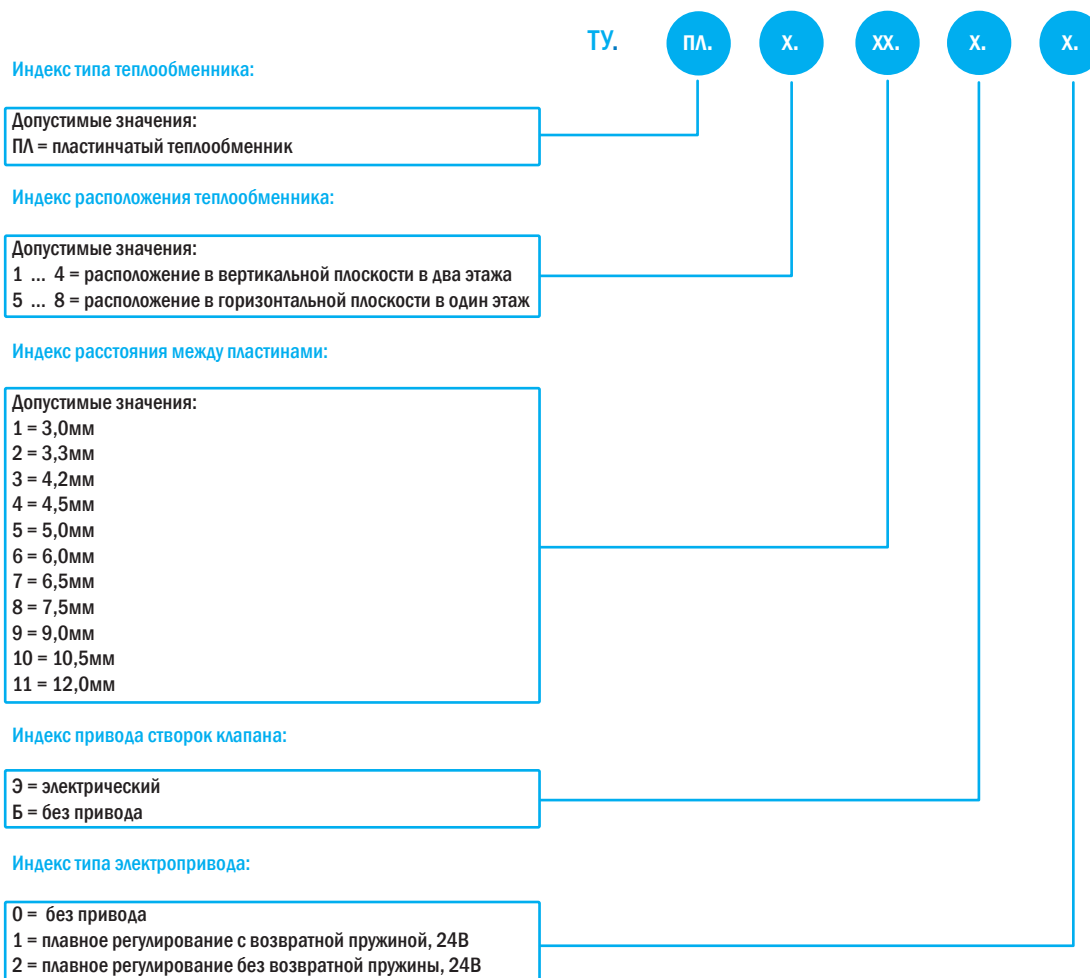 ТУ. ПЛ. Х. ХХ. Х. Х.
Индекс типа теплообменника:
Допустимые значения:
ПЛ = пластинчатый теплообменник
Индекс расположения теплообменника:
Допустимые значения:
1 ... 4 = расположение в вертикальной плоскости в два этажа
5 ... 8 = расположение в горизонтальной плоскости в один этаж
Индекс расстояния между пластинами:
Допустимые значения:
1 = 3,0мм
2 = 3,3мм
3 = 4,2мм
4 = 4,5мм
5 = 5,0мм
6 = 6,0мм
7 = 6,5мм
8 = 7,5мм
9 = 9,0мм
10 = 10,5мм
11 = 12,0мм
Индекс привода створок клапана:
Э = электрический
Б = без привода
Индекс типа электропривода:
0 = без привода
1 = плавное регулирование с возвратной пружиной, 24В
2 = плавное регулирование без возвратной пружины, 24В